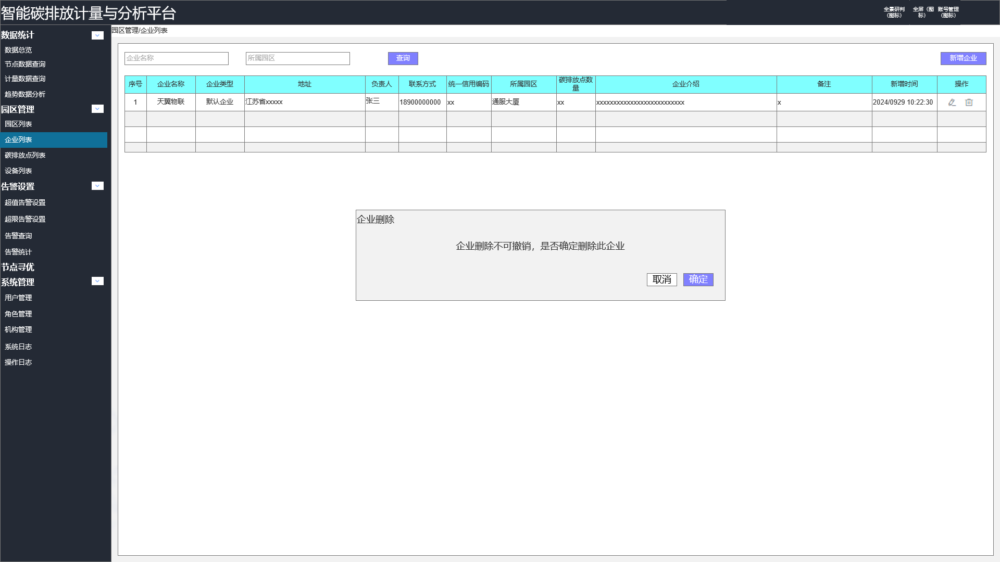 智能碳排放计量与分析平台
全景研判
（图标）
全屏（图
标）
账号管理
（图标）
数据统计
数据总览
节点数据查询
计量数据查询
趋势数据分析
园区管理
园区列表
企业列表
碳排放点列表
设备列表
告警设置
超值告警设置
超限告警设置
告警查询
告警统计
节点寻优
系统管理
用户管理
角色管理
机构管理
系统日志
操作日志
园区管理/企业列表
企业名称 所属园区 查询 新增企业
序号 企业名称 企业类型 地址 负责人 联系方式 统一信用编码 所属园区 碳排放点数量 企业介绍 备注 新增时间 操作
1 天翼物联 默认企业 江苏省xxxxx 张三 18900000000 xx 通服大厦 xx xxxxxxxxxxxxxxxxxxxxxxxxxx x 2024/0929 10:22:30
企业删除
企业删除不可撤销，是否确定删除此企业
取消 确定